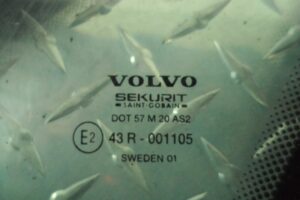 VOLVO
SEKURIT
SAINT-GOBAIN
DOT 57 M 20 AS2
E2 43 R - 001105
SWEDEN 01